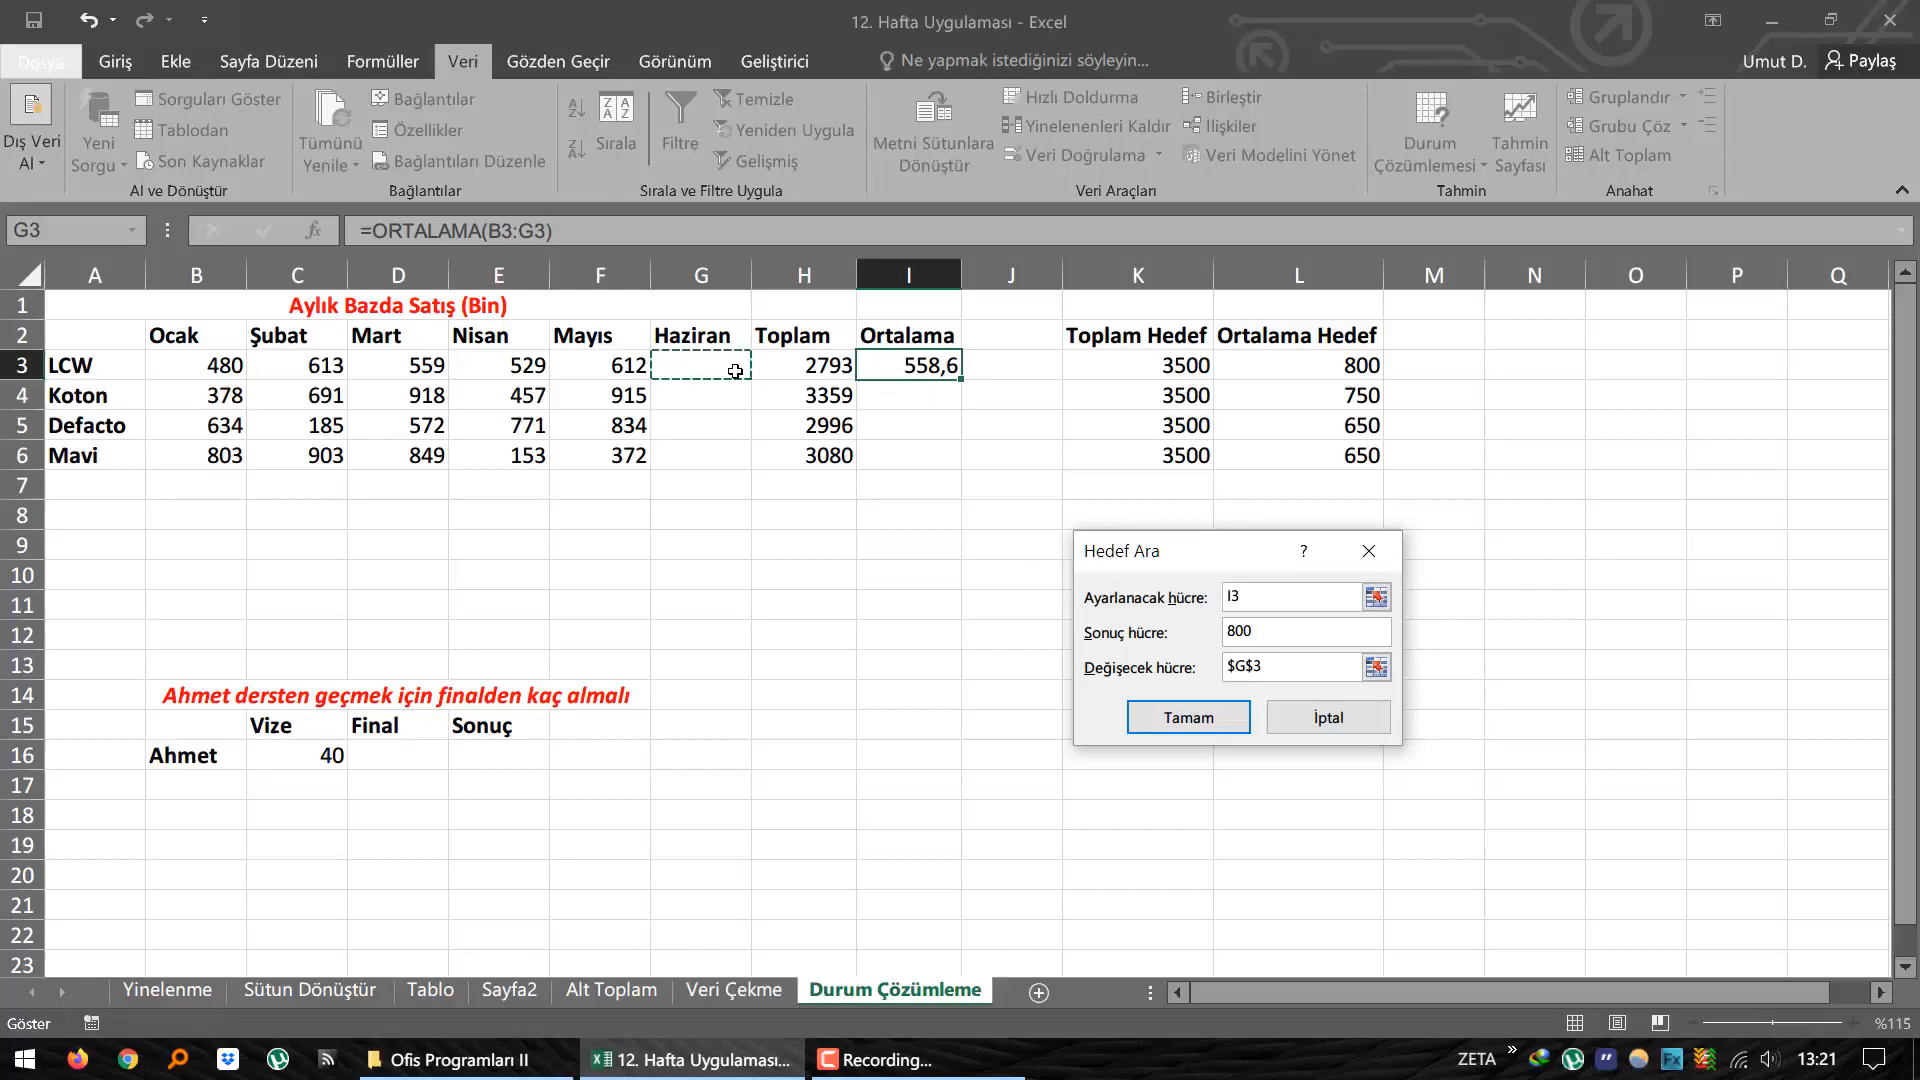 12. Hafta Uygulaması - Excel
Dosya Giriş Ekle Sayfa Düzeni Formüller Veri Gözden Geçir Görünüm Geliştirici Ne yapmak istediğinizi söyleyin... Umut D. Paylaş
Dış Veri Al
Yeni Sorgu
Sorguları Göster
Tablodan
Son Kaynaklar
Al ve Dönüştür
Tümünü Yenile
Bağlantılar
Özellikler
Bağlantıları Düzenle
Bağlantılar
Sırala
Filtre
Temizle
Yeniden Uygula
Gelişmiş
Sırala ve Filtre Uygula
Metni Sütunlara Dönüştür
Hızlı Doldurma
Yinelenenleri Kaldır
Veri Doğrulama
Birleştir
İlişkiler
Veri Modelini Yönet
Veri Araçları
Durum Çözümlemesi
Tahmin Sayfası
Tahmin
Gruplandır
Grubu Çöz
Alt Toplam
Anahat
G3 fx =ORTALAMA(B3:G3)
A B C D E F G H I J K L M N O P Q
1 Aylık Bazda Satış (Bin)
2 Ocak Şubat Mart Nisan Mayıs Haziran Toplam Ortalama Toplam Hedef Ortalama Hedef
3 LCW 480 613 559 529 612 2793 558,6 3500 800
4 Koton 378 691 918 457 915 3359 3500 750
5 Defacto 634 185 572 771 834 2996 3500 650
6 Mavi 803 903 849 153 372 3080 3500 650
7
8
9
10
11
12
13
14 Ahmet dersten geçmek için finalden kaç almalı
15 Vize Final Sonuç
16 Ahmet 40
17
18
19
20
21
22
23
Hedef Ara ?
Ayarlanacak hücre: I3
Sonuç hücre: 800
Değişecek hücre: $G$3
Tamam İptal
Yinelenme Sütun Dönüştür Tablo Sayfa2 Alt Toplam Veri Çekme Durum Çözümleme
Göster %115
Ofis Programları II 12. Hafta Uygulaması... Recording... ZETA 13:21